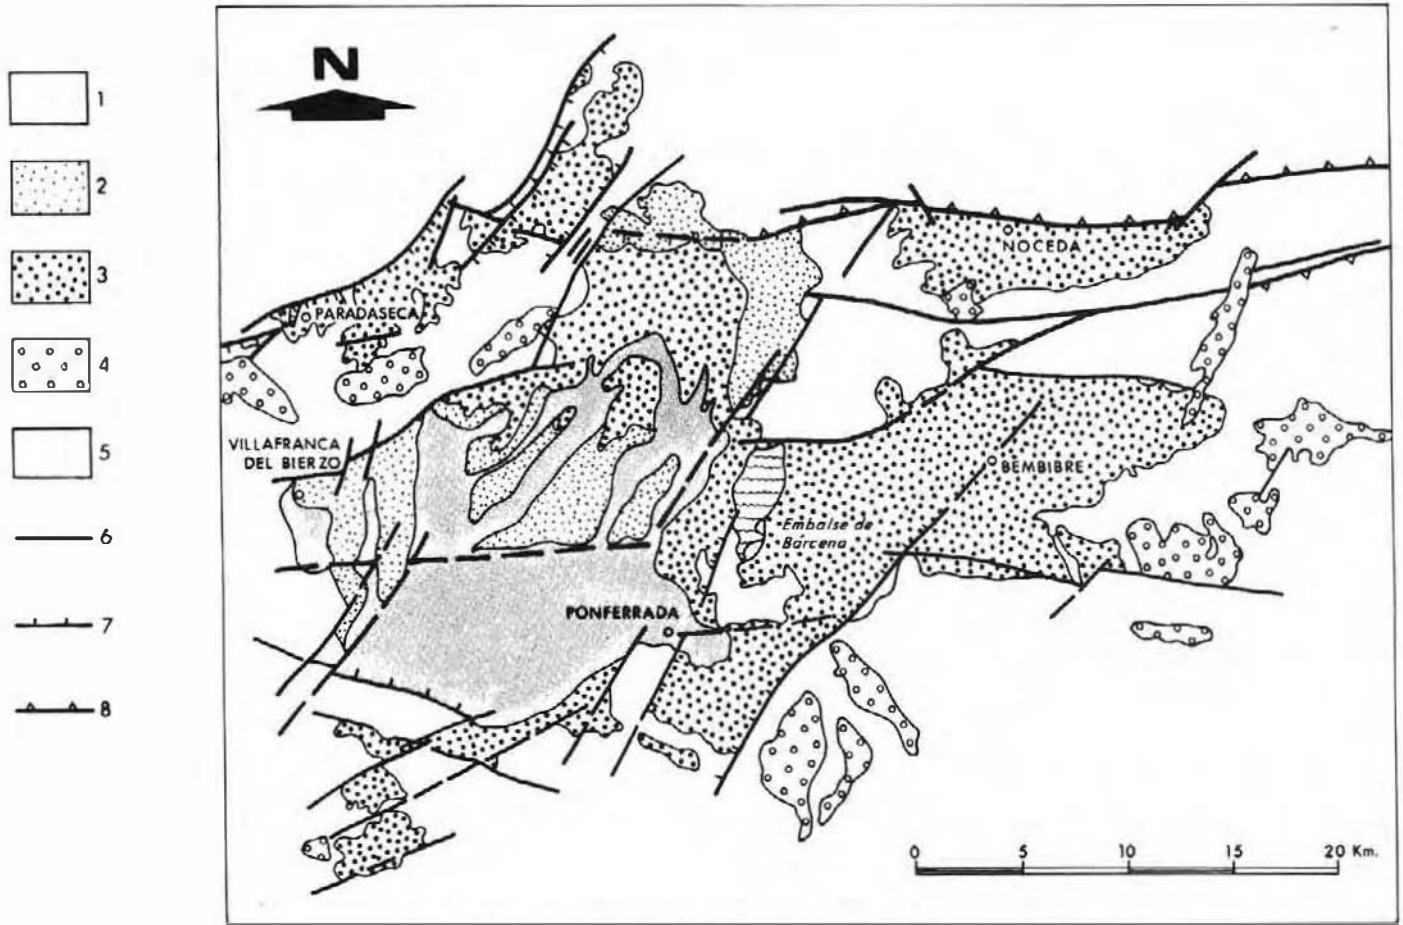 1
2
3
4
5
6
7
8
N
NOCEDA
PARADASECA
VILLAFRANCA
DEL BIERZO
BEMBIBRE
Embalse de
Bárcena
PONFERRADA
0 5 10 15 20 Km.